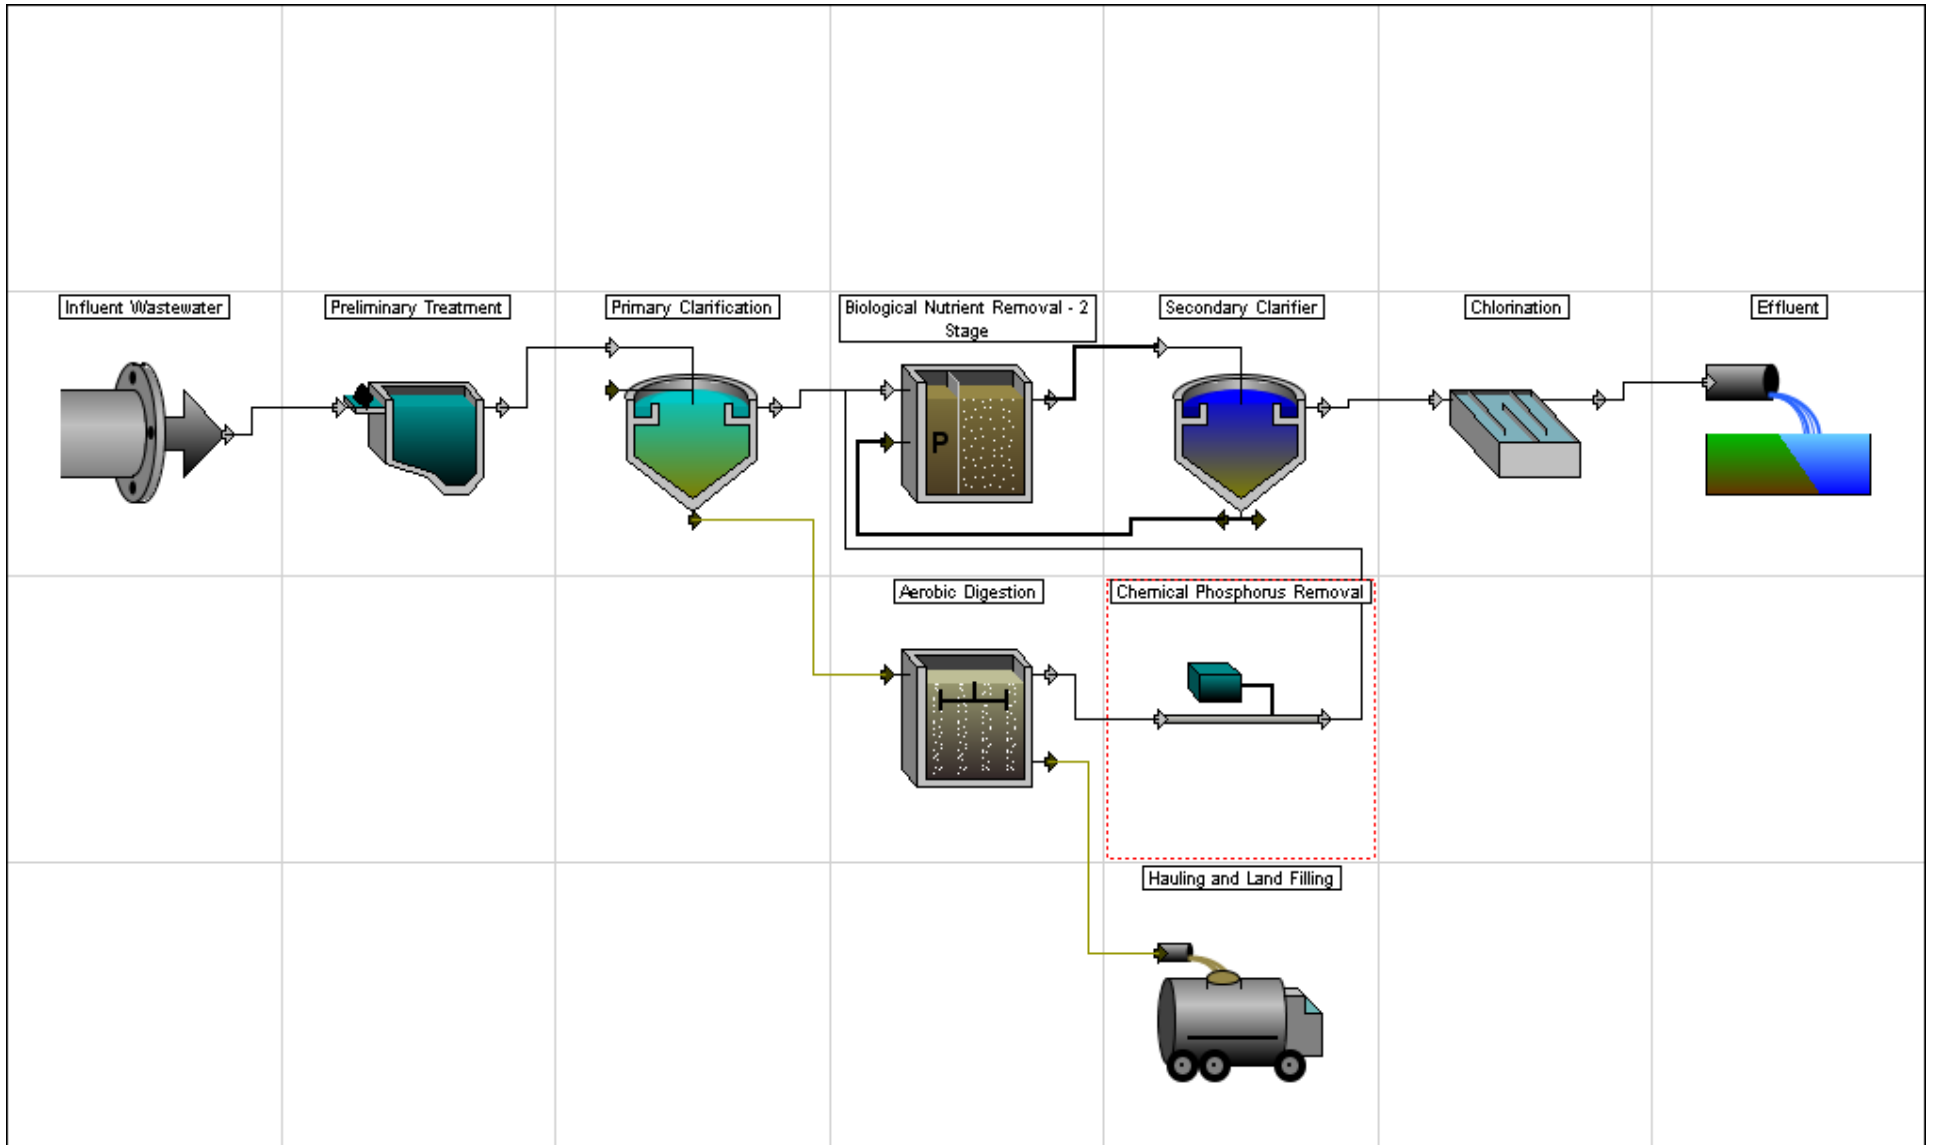 Influent Wastewater
Preliminary Treatment
Primary Clarification
Biological Nutrient Removal - 2
Stage
Secondary Clarifier
Chlorination
Effluent
P
Aerobic Digestion
Chemical Phosphorus Removal
Hauling and Land Filling